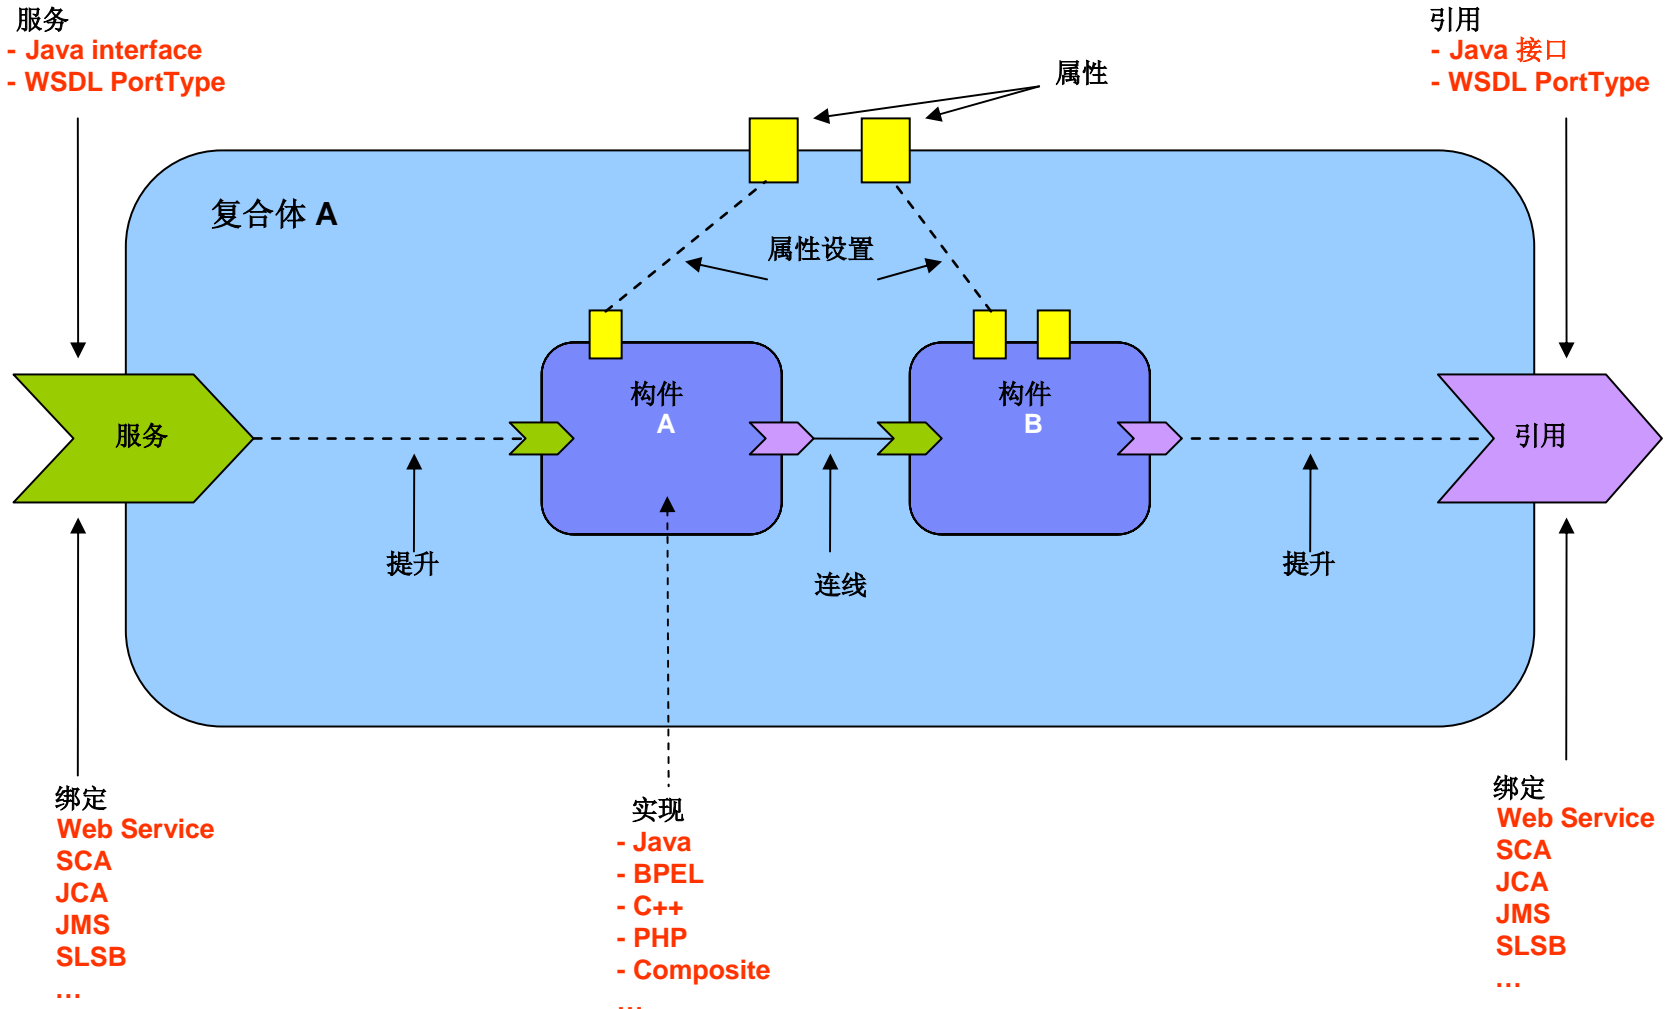 服务
- Java interface
- WSDL PortType
引用
- Java 接口
- WSDL PortType
属性
复合体 A
属性设置
构件
A
构件
B
服务
引用
提升
连线
提升
绑定
Web Service
SCA
JCA
JMS
SLSB
...
实现
- Java
- BPEL
- C++
- PHP
- Composite
...
绑定
Web Service
SCA
JCA
JMS
SLSB
...